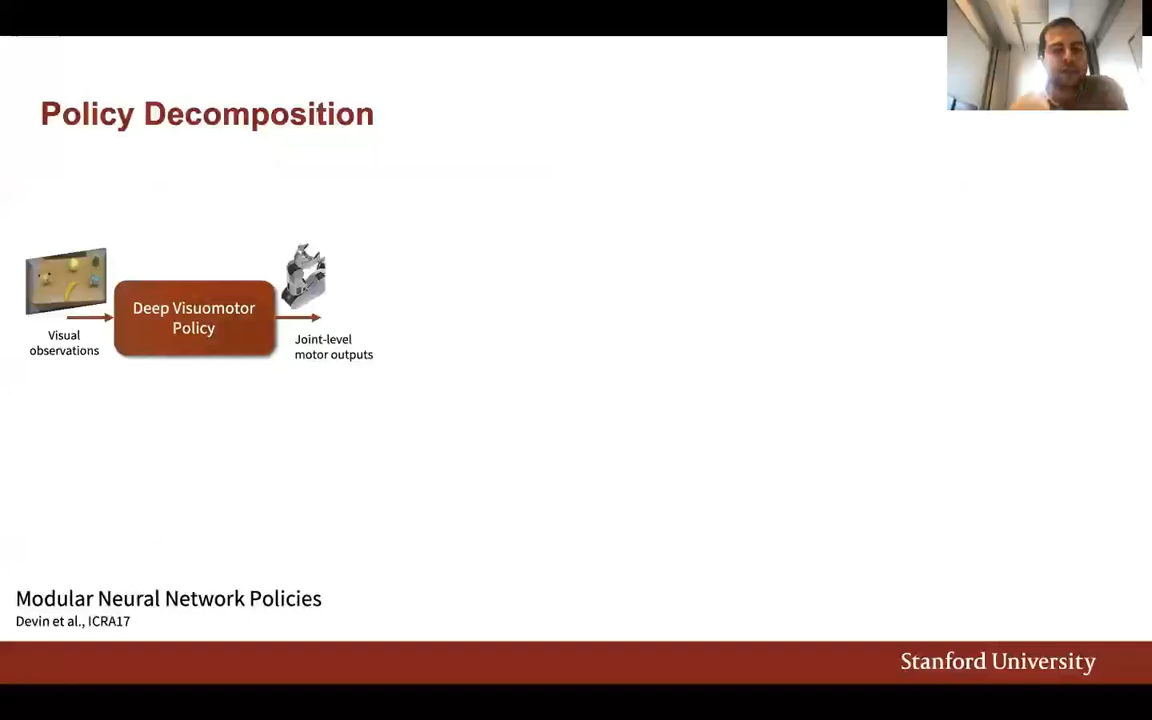 Policy Decomposition
Deep Visuomotor
Policy
Visual
observations
Joint-level
motor outputs
Modular Neural Network Policies
Devin et al., ICRA17
Stanford University